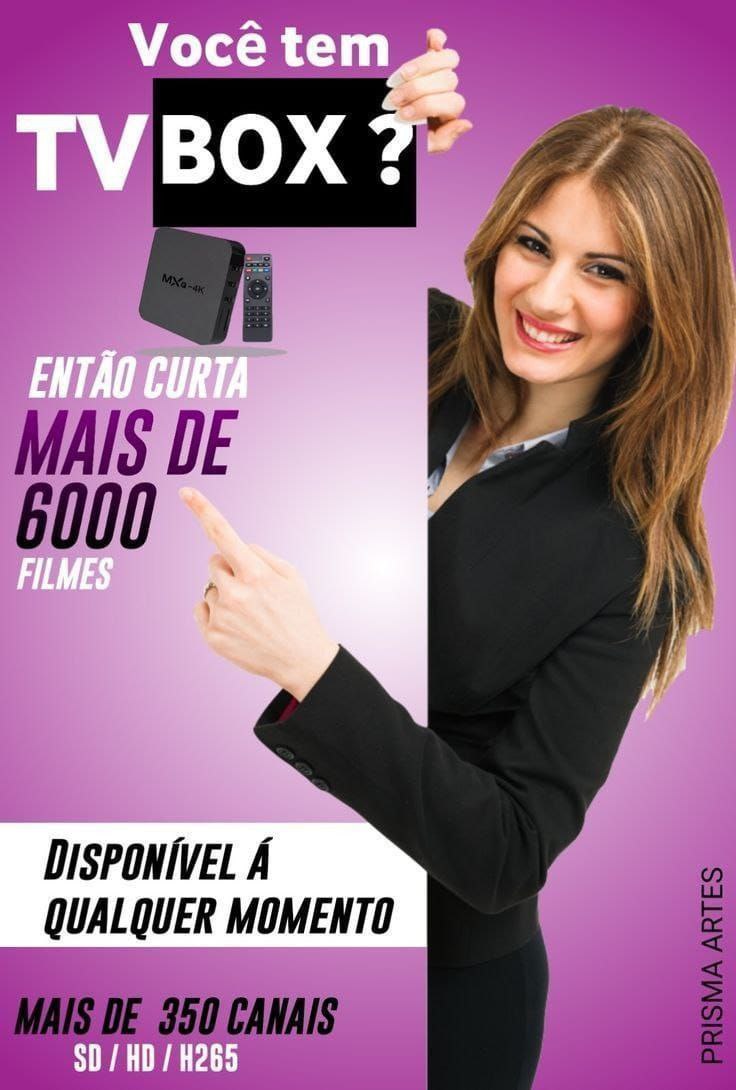 Você tem
TV BOX ?
MXQ-4K
ENTÃO CURTA
MAIS DE
6000
FILMES
DISPONÍVEL Á
QUALQUER MOMENTO
MAIS DE 350 CANAIS
SD / HD / H265
PRISMA ARTES